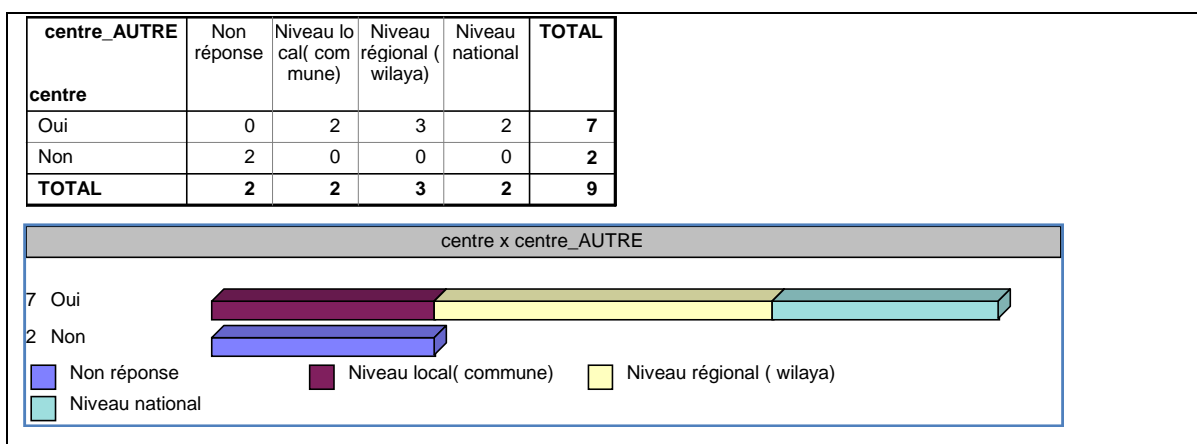 centre_AUTRE Non Niveau lo Niveau Niveau TOTAL
réponse cal( com régional ( national
mune) wilaya)
centre
Oui 0 2 3 2 7
Non 2 0 0 0 2
TOTAL 2 2 3 2 9
centre x centre_AUTRE
7 Oui
2 Non
Non réponse Niveau local( commune) Niveau régional ( wilaya)
Niveau national